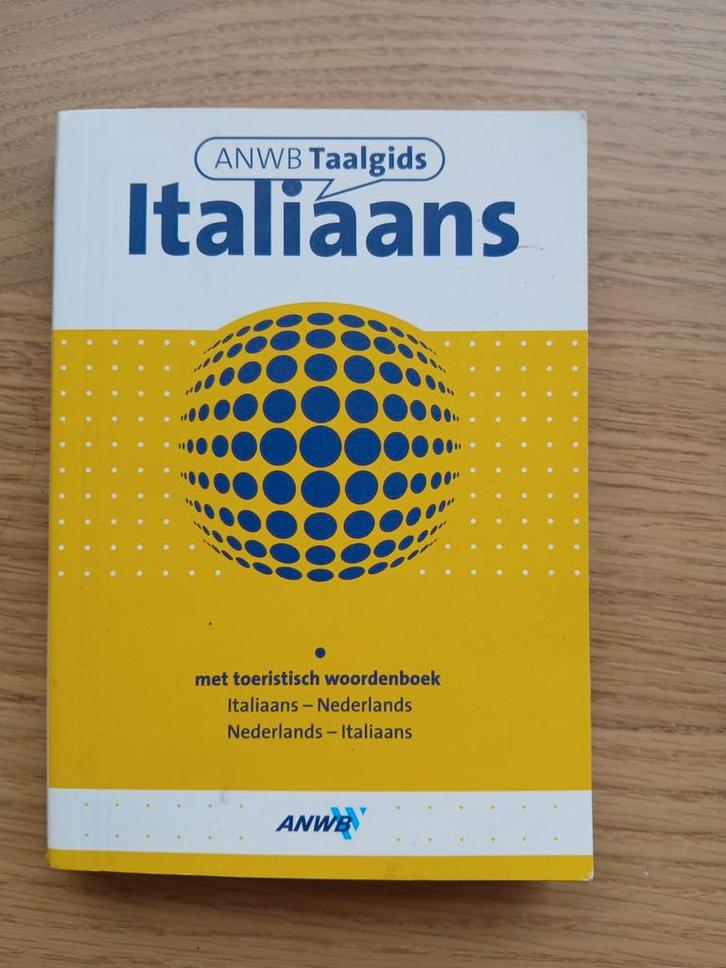 ANWB Taalgids
Italiaans
met toeristisch woordenboek
Italiaans – Nederlands
Nederlands – Italiaans
ANWB